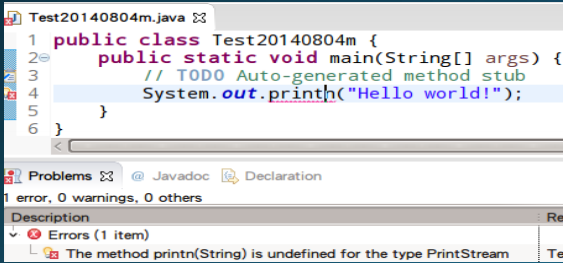 Test20140804m.java
1 public class Test20140804m {
2 public static void main(String[] args) {
3 // TODO Auto-generated method stub
4 System.out.printn("Hello world!");
5 }
6 }
Problems @ Javadoc Declaration
1 error, 0 warnings, 0 others
Description Re
Errors (1 item)
The method printn(String) is undefined for the type PrintStream Te